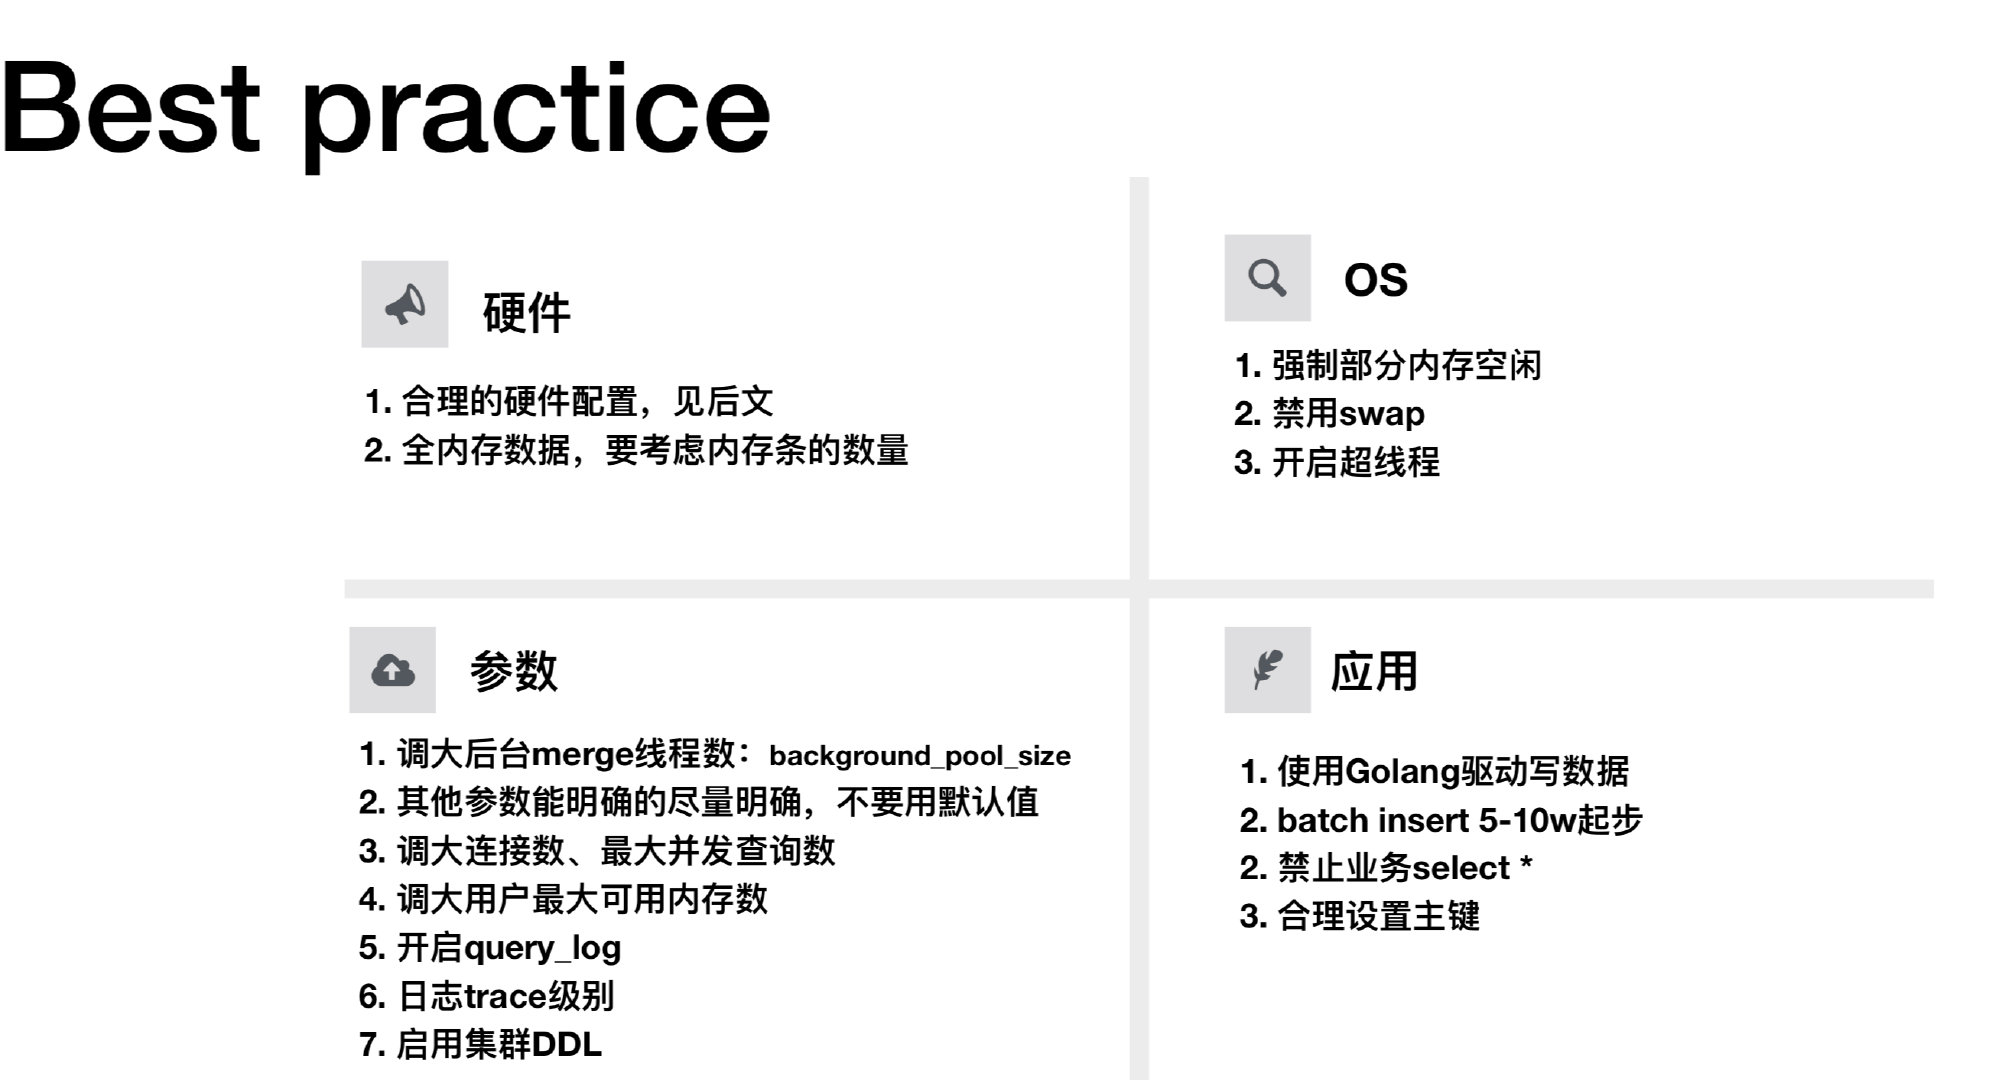 Best practice
硬件
1. 合理的硬件配置，见后文
2. 全内存数据，要考虑内存条的数量
OS
1. 强制部分内存空闲
2. 禁用swap
3. 开启超线程
参数
1. 调大后台merge线程数：background_pool_size
2. 其他参数能明确的尽量明确，不要用默认值
3. 调大连接数、最大并发查询数
4. 调大用户最大可用内存数
5. 开启query_log
6. 日志trace级别
7. 启用集群DDL
应用
1. 使用Golang驱动写数据
2. batch insert 5-10w起步
2. 禁止业务select *
3. 合理设置主键